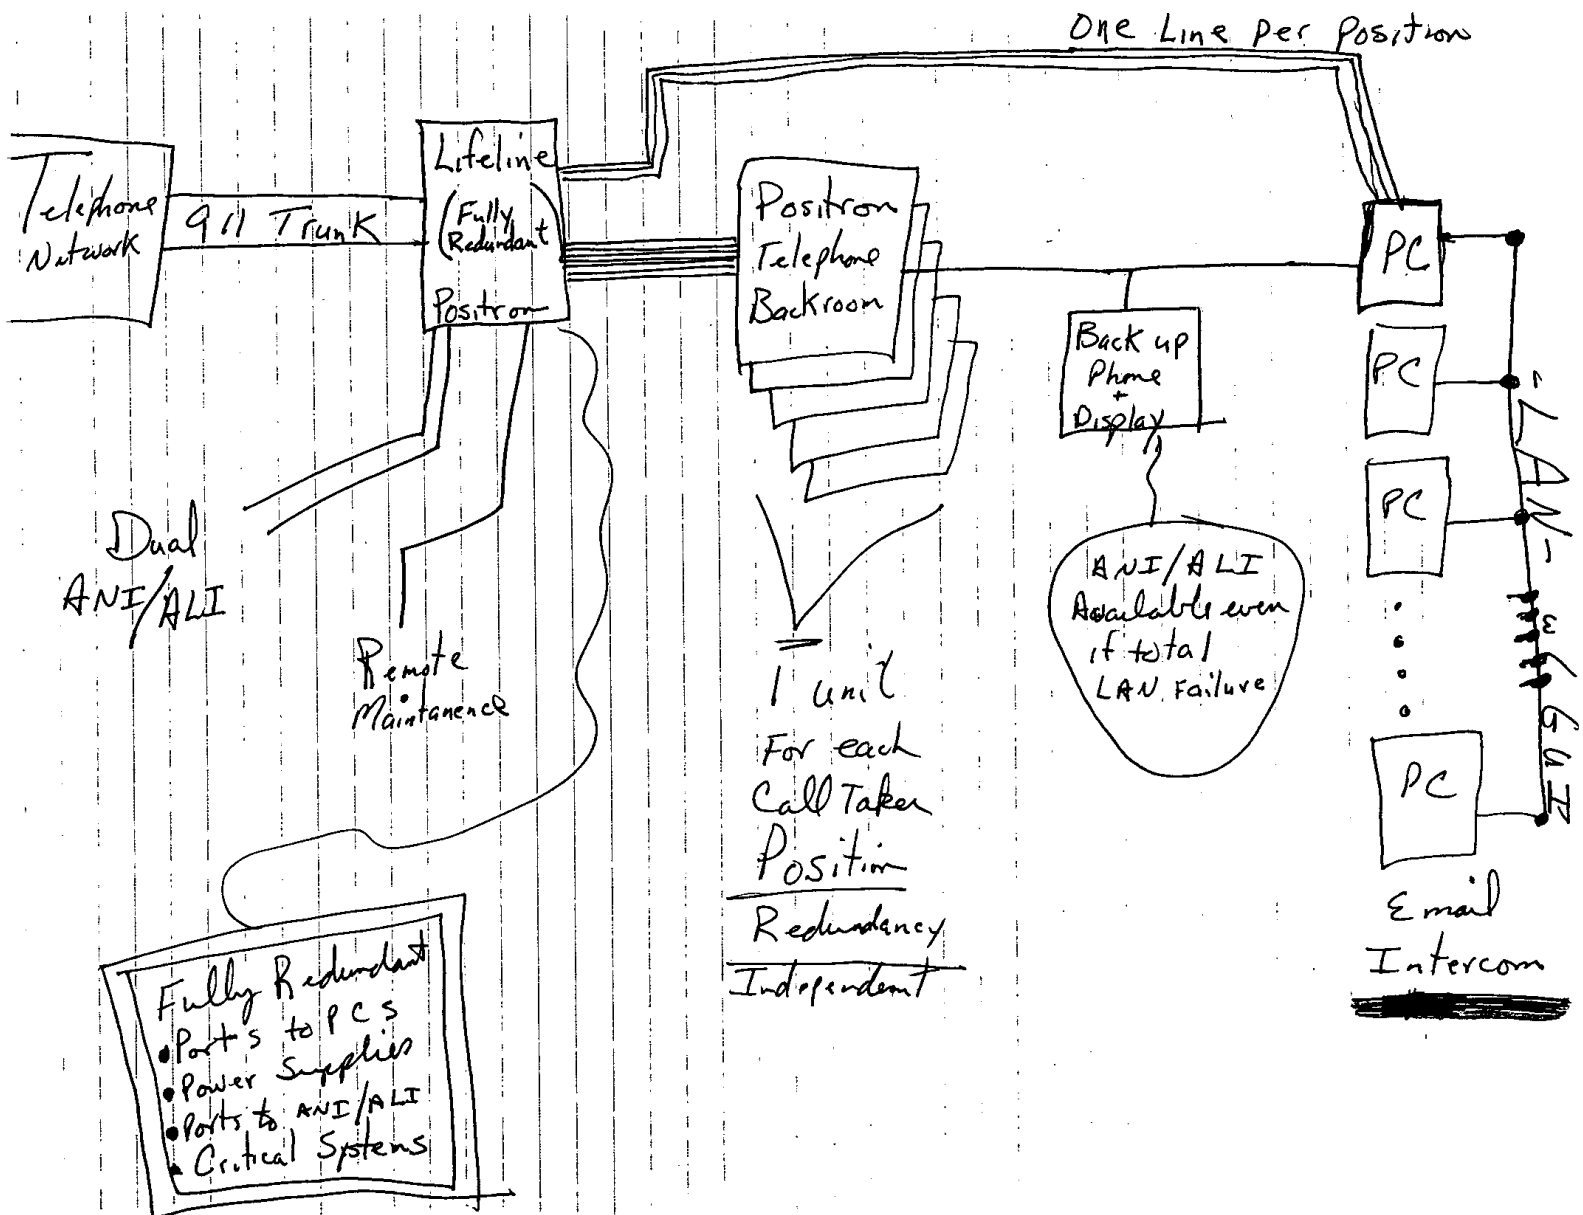 One Line Per Position
Telephone
Network
911 Trunk
Lifeline
(Fully
Redundant)
Positron
Positron
Telephone
Backroom
PC
Back up
Phone
+
Display
PC
PC
PC
-LAN-
GUI
Dual
ANI/ALI
Remote
Maintanence
ANI/ALI
Available even
if total
LAN Failure
1 unit
For each
Call Taker
Position
Redundancy
Independent
Email
Intercom
Fully Redundant
• Ports to PCs
• Power Supplies
• Ports to ANI/ALI
• Critical Systems